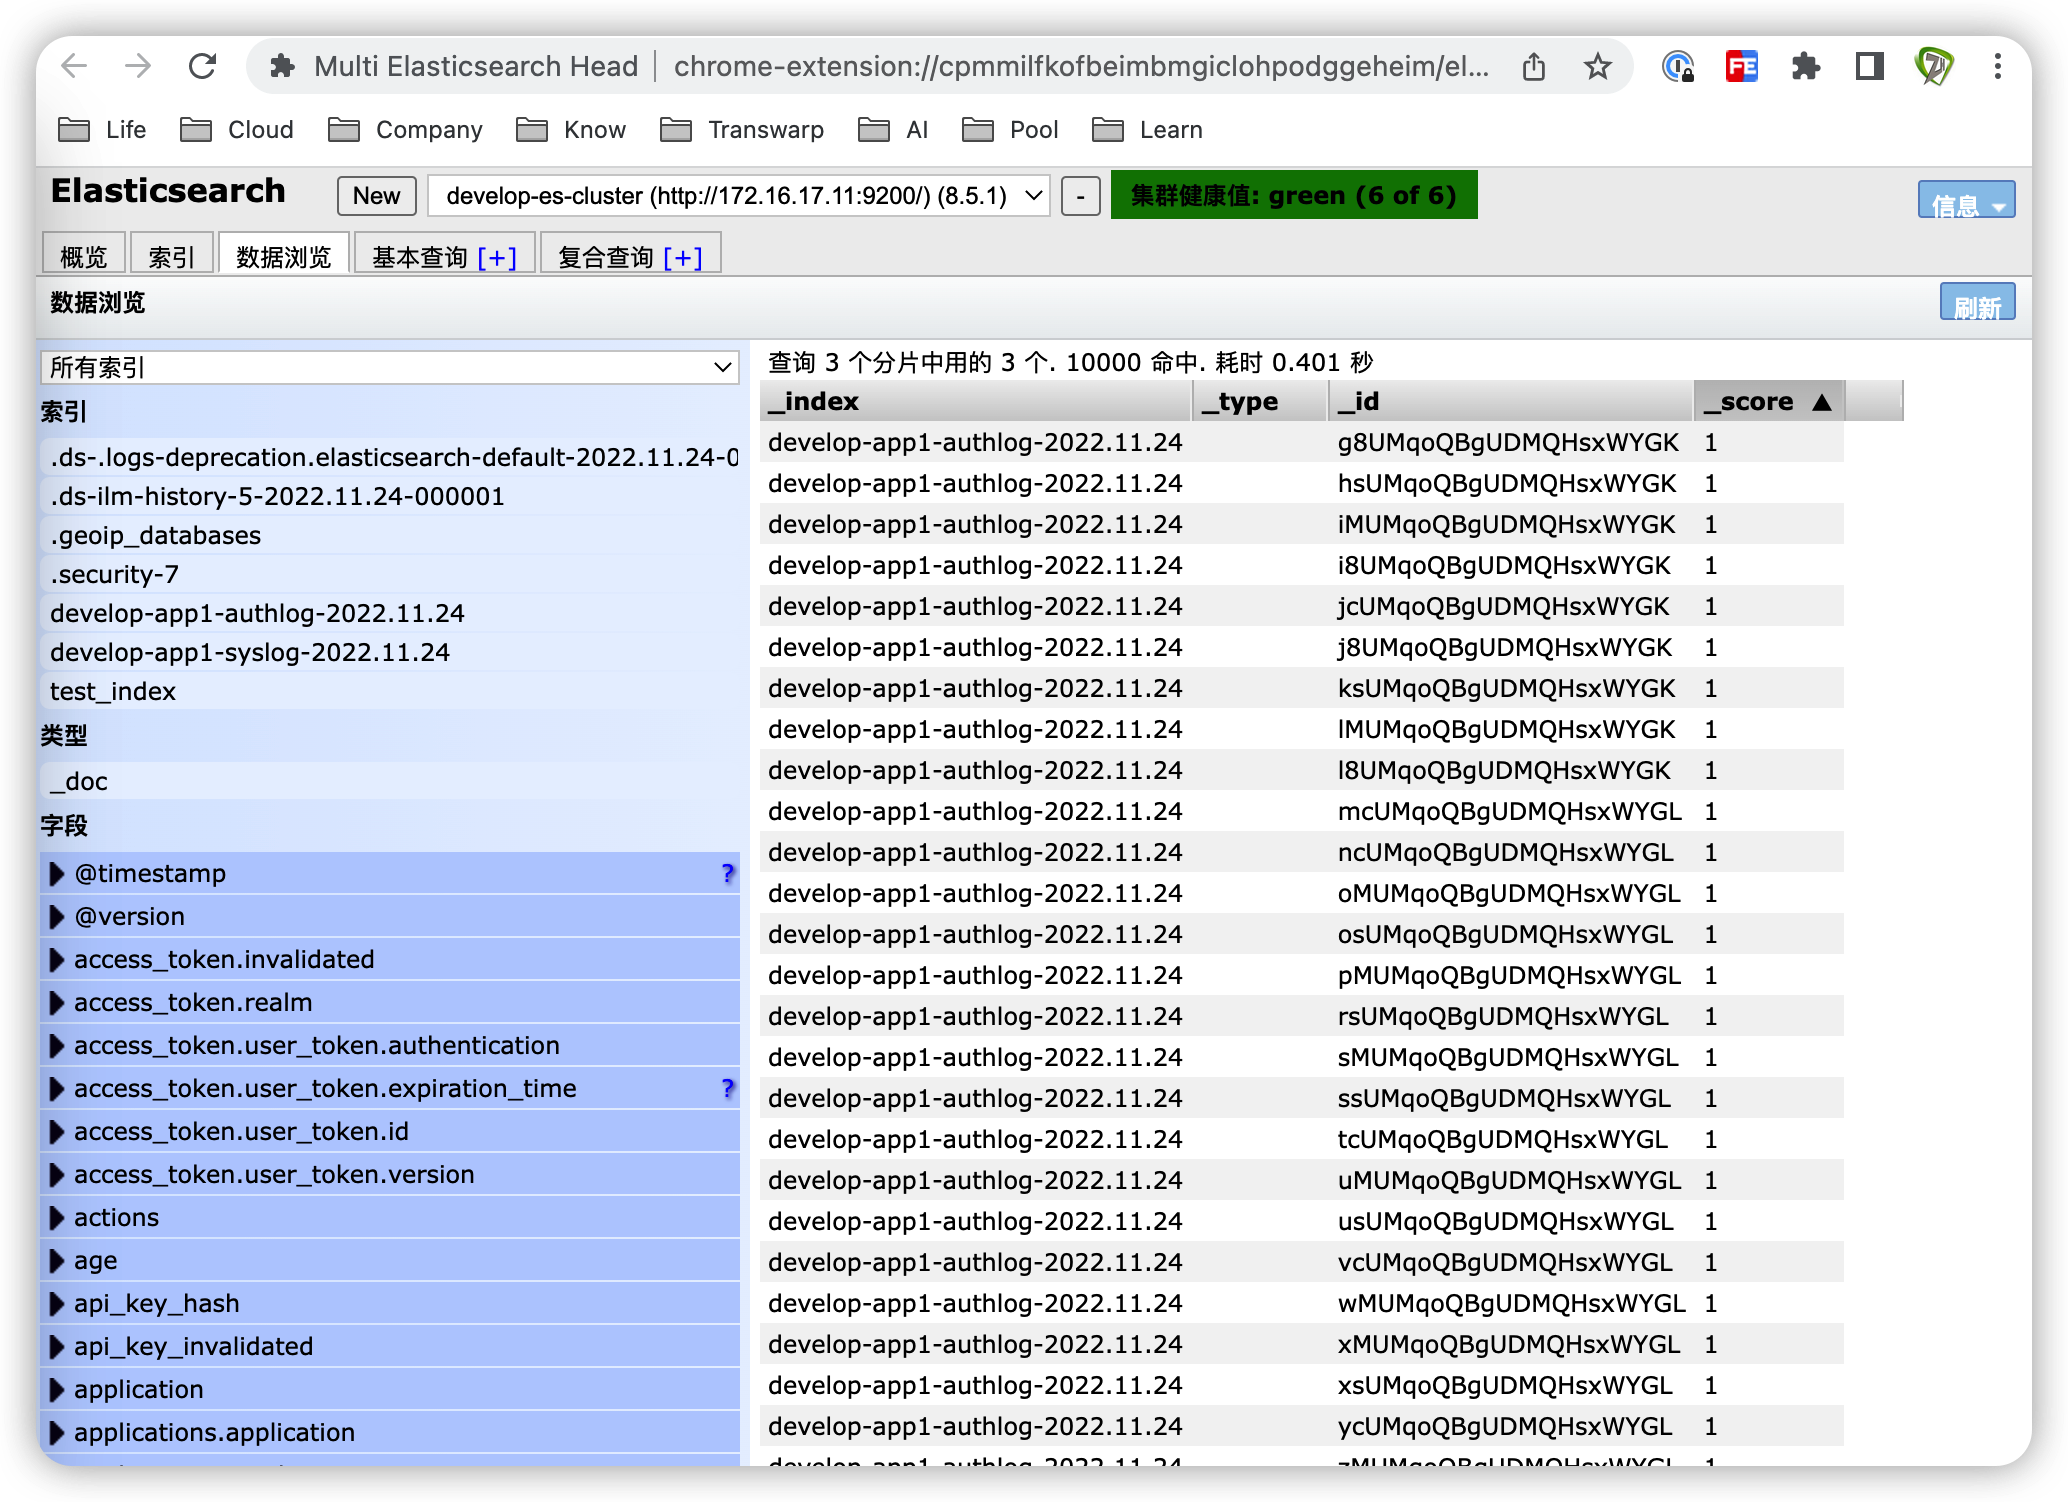 Multi Elasticsearch Head
chrome-extension://cpmmilfkofbeimbmgiclohpodggeheim/el...
Life Cloud Company Know Transwarp AI Pool Learn
Elasticsearch New develop-es-cluster (http://172.16.17.11:9200/) (8.5.1) - 集群健康值: green (6 of 6) 信息
概览 索引 数据浏览 基本查询 [+] 复合查询 [+]
数据浏览 刷新
所有索引
索引
.ds-.logs-deprecation.elasticsearch-default-2022.11.24-0
.ds-ilm-history-5-2022.11.24-000001
.geoip_databases
.security-7
develop-app1-authlog-2022.11.24
develop-app1-syslog-2022.11.24
test_index
类型
_doc
字段
@timestamp ?
@version
access_token.invalidated
access_token.realm
access_token.user_token.authentication
access_token.user_token.expiration_time ?
access_token.user_token.id
access_token.user_token.version
actions
age
api_key_hash
api_key_invalidated
application
applications.application
查询 3 个分片中用的 3 个. 10000 命中. 耗时 0.401 秒
_index _type _id _score ▲
develop-app1-authlog-2022.11.24 g8UMqoQBgUDMQHsxWYGK 1
develop-app1-authlog-2022.11.24 hsUMqoQBgUDMQHsxWYGK 1
develop-app1-authlog-2022.11.24 iMUMqoQBgUDMQHsxWYGK 1
develop-app1-authlog-2022.11.24 i8UMqoQBgUDMQHsxWYGK 1
develop-app1-authlog-2022.11.24 jcUMqoQBgUDMQHsxWYGK 1
develop-app1-authlog-2022.11.24 j8UMqoQBgUDMQHsxWYGK 1
develop-app1-authlog-2022.11.24 ksUMqoQBgUDMQHsxWYGK 1
develop-app1-authlog-2022.11.24 lMUMqoQBgUDMQHsxWYGK 1
develop-app1-authlog-2022.11.24 l8UMqoQBgUDMQHsxWYGK 1
develop-app1-authlog-2022.11.24 mcUMqoQBgUDMQHsxWYGL 1
develop-app1-authlog-2022.11.24 ncUMqoQBgUDMQHsxWYGL 1
develop-app1-authlog-2022.11.24 oMUMqoQBgUDMQHsxWYGL 1
develop-app1-authlog-2022.11.24 osUMqoQBgUDMQHsxWYGL 1
develop-app1-authlog-2022.11.24 pMUMqoQBgUDMQHsxWYGL 1
develop-app1-authlog-2022.11.24 rsUMqoQBgUDMQHsxWYGL 1
develop-app1-authlog-2022.11.24 sMUMqoQBgUDMQHsxWYGL 1
develop-app1-authlog-2022.11.24 ssUMqoQBgUDMQHsxWYGL 1
develop-app1-authlog-2022.11.24 tcUMqoQBgUDMQHsxWYGL 1
develop-app1-authlog-2022.11.24 uMUMqoQBgUDMQHsxWYGL 1
develop-app1-authlog-2022.11.24 usUMqoQBgUDMQHsxWYGL 1
develop-app1-authlog-2022.11.24 vcUMqoQBgUDMQHsxWYGL 1
develop-app1-authlog-2022.11.24 wMUMqoQBgUDMQHsxWYGL 1
develop-app1-authlog-2022.11.24 xMUMqoQBgUDMQHsxWYGL 1
develop-app1-authlog-2022.11.24 xsUMqoQBgUDMQHsxWYGL 1
develop-app1-authlog-2022.11.24 ycUMqoQBgUDMQHsxWYGL 1
develop-app1-authlog-2022.11.24 zMUMqoQBgUDMQHsxWYGL 1